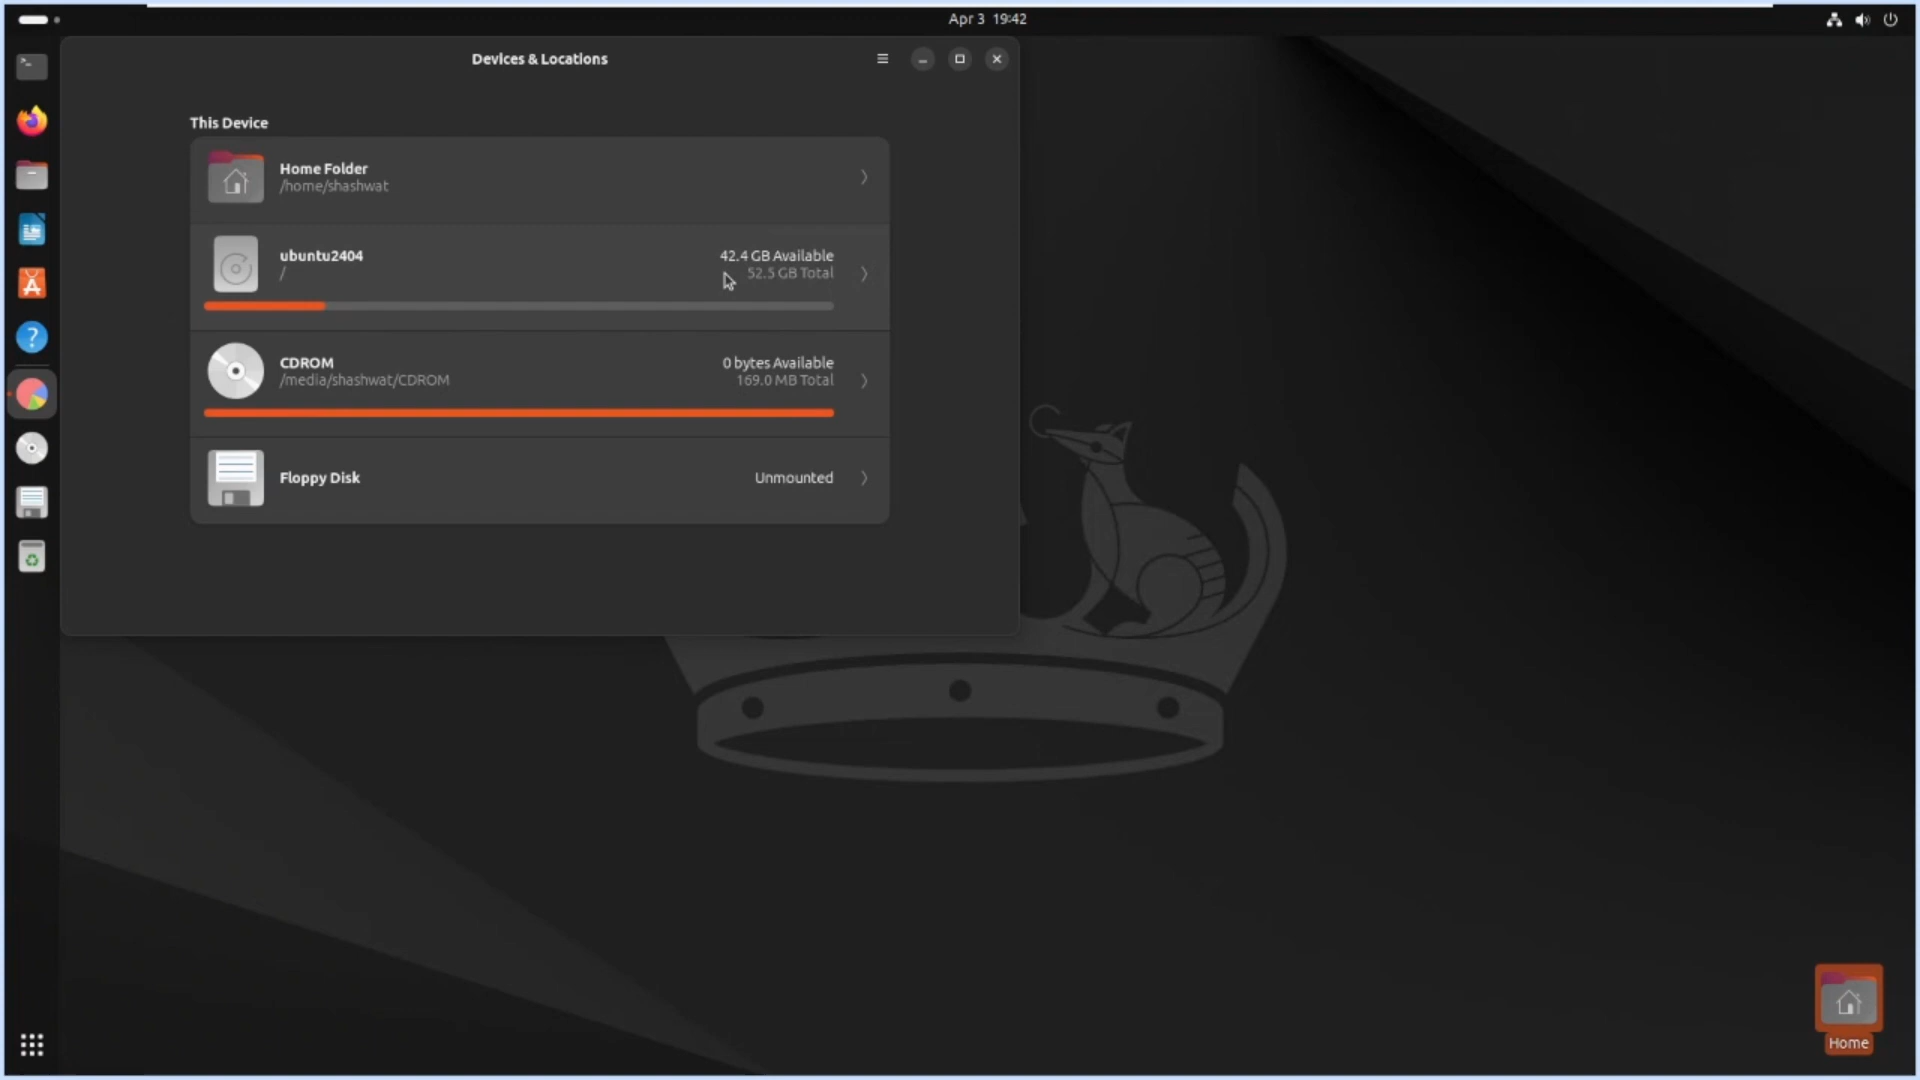 Apr 3 19:42
Devices & Locations
This Device
Home Folder
/home/shashwat
ubuntu2404
/
42.4 GB Available
52.5 GB Total
CDROM
/media/shashwat/CDROM
0 bytes Available
169.0 MB Total
Floppy Disk
Unmounted
Home